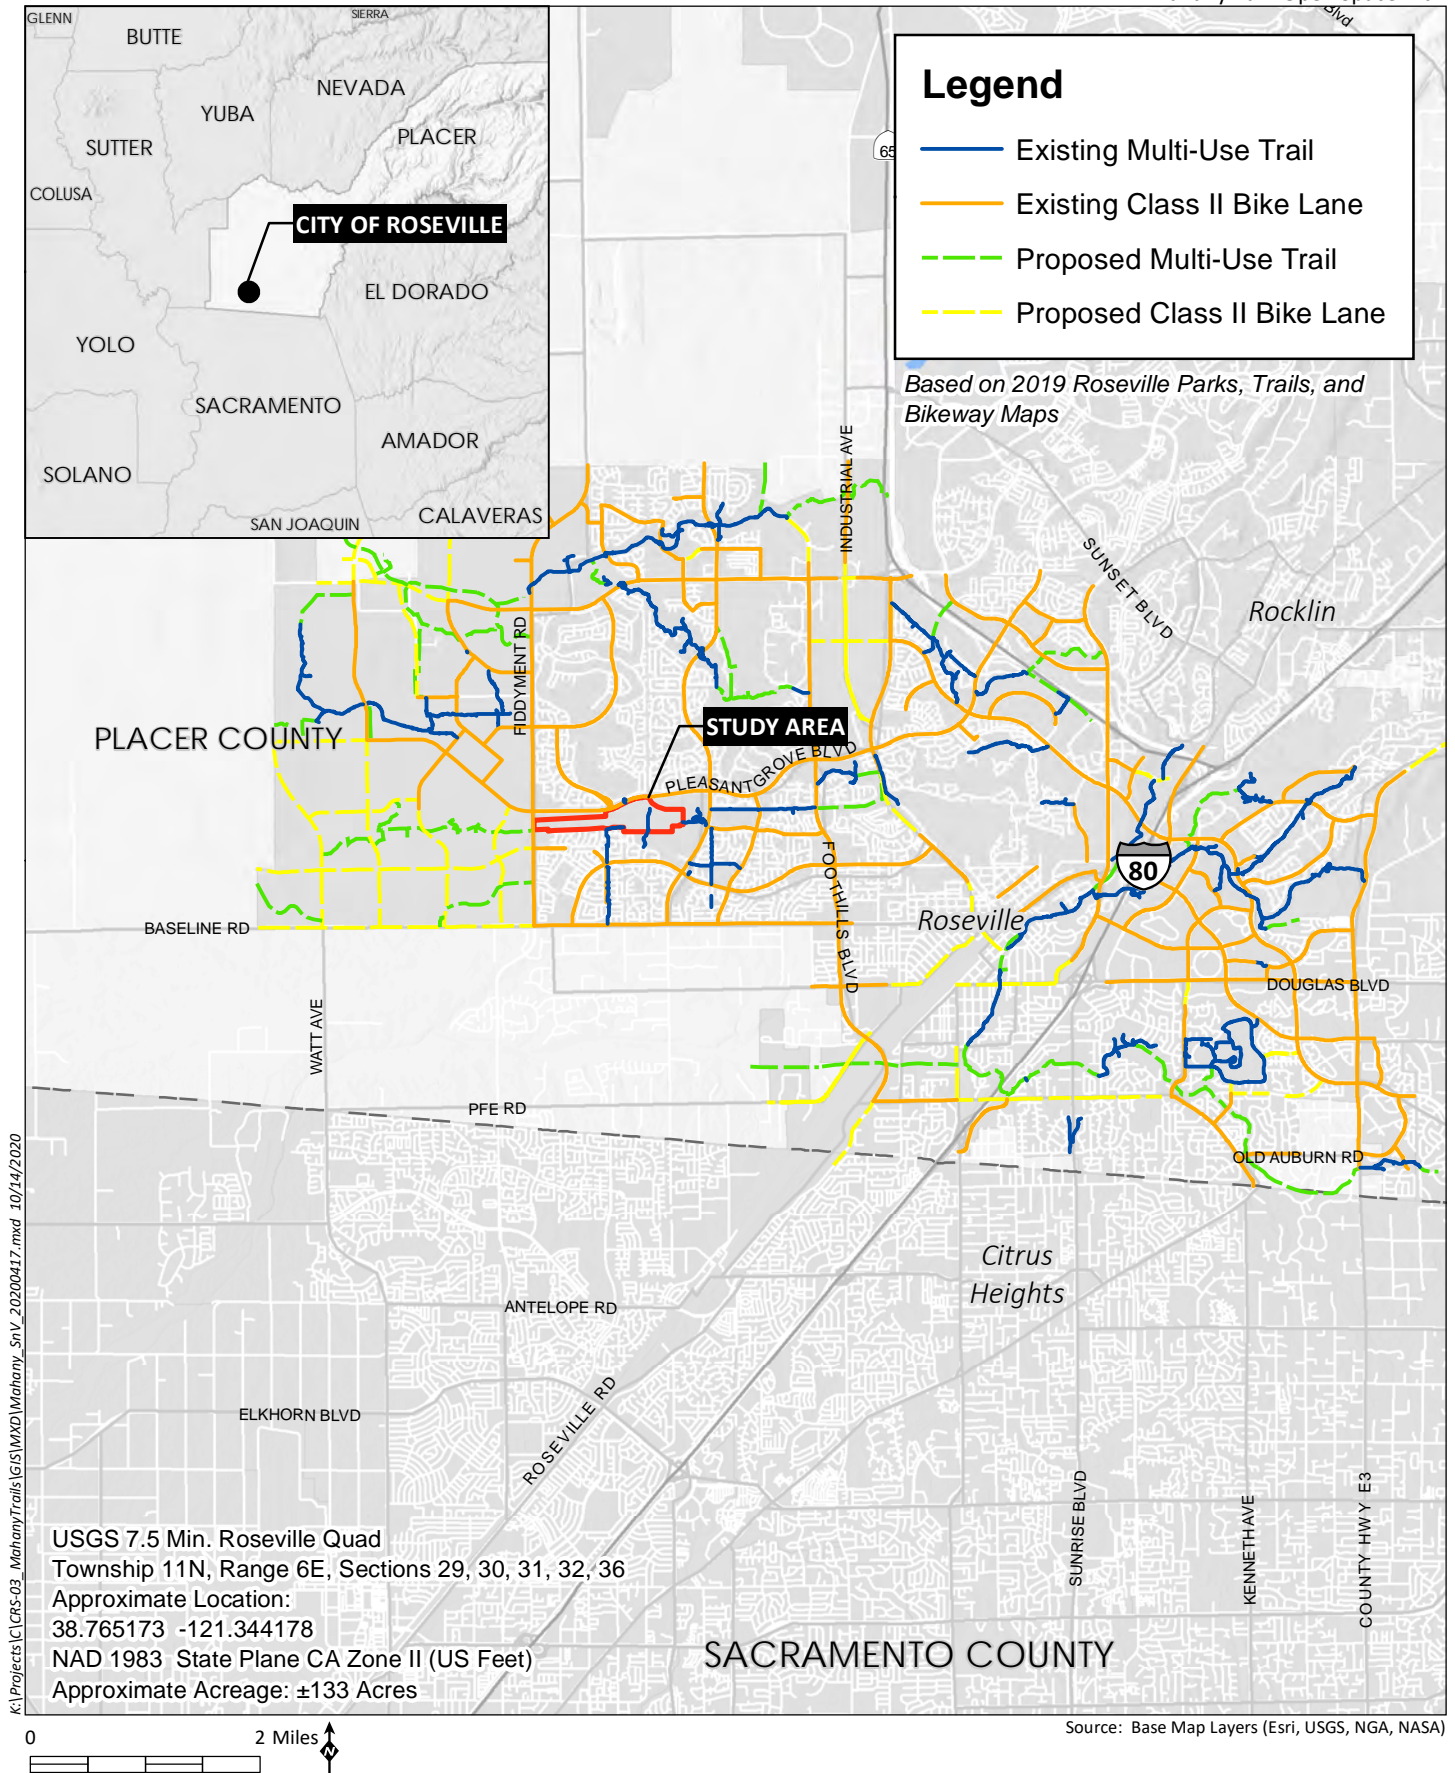 GLENN
SIERRA
BUTTE
NEVADA
YUBA
PLACER
SUTTER
COLUSA
CITY OF ROSEVILLE
EL DORADO
YOLO
SACRAMENTO
AMADOR
SOLANO
CALAVERAS
SAN JOAQUIN
Blvd
65
Legend
Existing Multi-Use Trail
Existing Class II Bike Lane
Proposed Multi-Use Trail
Proposed Class II Bike Lane
Based on 2019 Roseville Parks, Trails, and
Bikeway Maps
INDUSTRIAL AVE
SUNSET BLVD
Rocklin
FIDDYMENT RD
PLACER COUNTY
STUDY AREA
PLEASANTGROVE BLVD
FOOTHILLS BLVD
80
BASELINE RD
Roseville
DOUGLAS BLVD
WATT AVE
PFE RD
OLD AUBURN RD
Citrus
Heights
ANTELOPE RD
ROSEVILLE RD
ELKHORN BLVD
SUNRISE BLVD
KENNETH AVE
COUNTY HWY E3
SACRAMENTO COUNTY
USGS 7.5 Min. Roseville Quad
Township 11N, Range 6E, Sections 29, 30, 31, 32, 36
Approximate Location:
38.765173 -121.344178
NAD 1983 State Plane CA Zone II (US Feet)
Approximate Acreage: ±133 Acres
K:\Projects\C\CRS-03_MahanyTrails\GIS\MXD\Mahany_SnV_20200417.mxd 10/14/2020
0 2 Miles
N
Source: Base Map Layers (Esri, USGS, NGA, NASA)